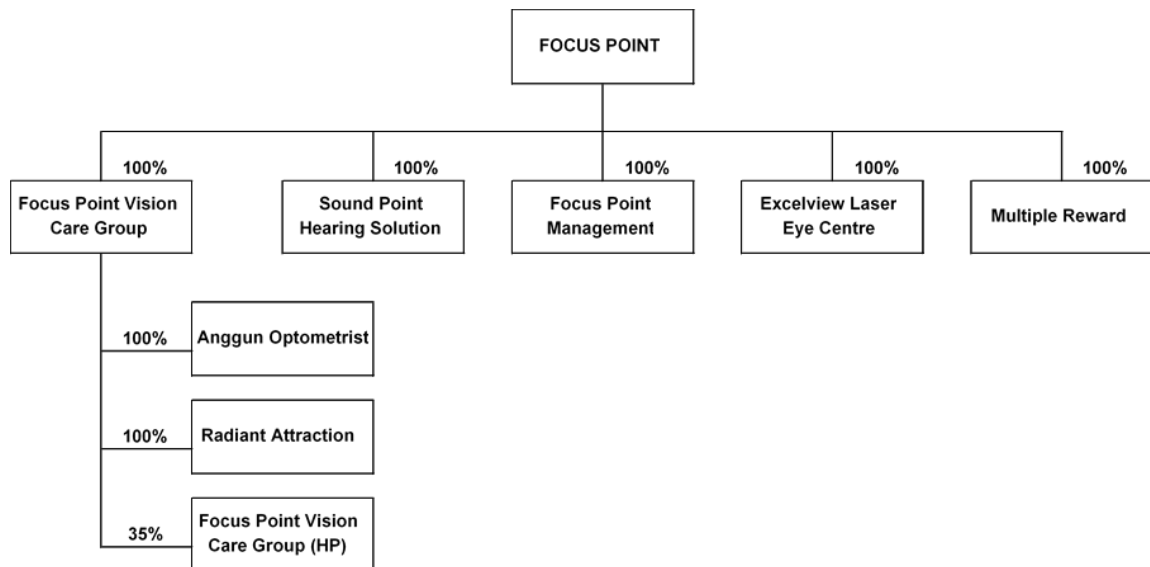 FOCUS POINT
100%
100%
100%
100%
100%
Focus Point Vision
Care Group
Sound Point
Hearing Solution
Focus Point
Management
Excelview Laser
Eye Centre
Multiple Reward
100%
Anggun Optometrist
100%
Radiant Attraction
35%
Focus Point Vision
Care Group (HP)